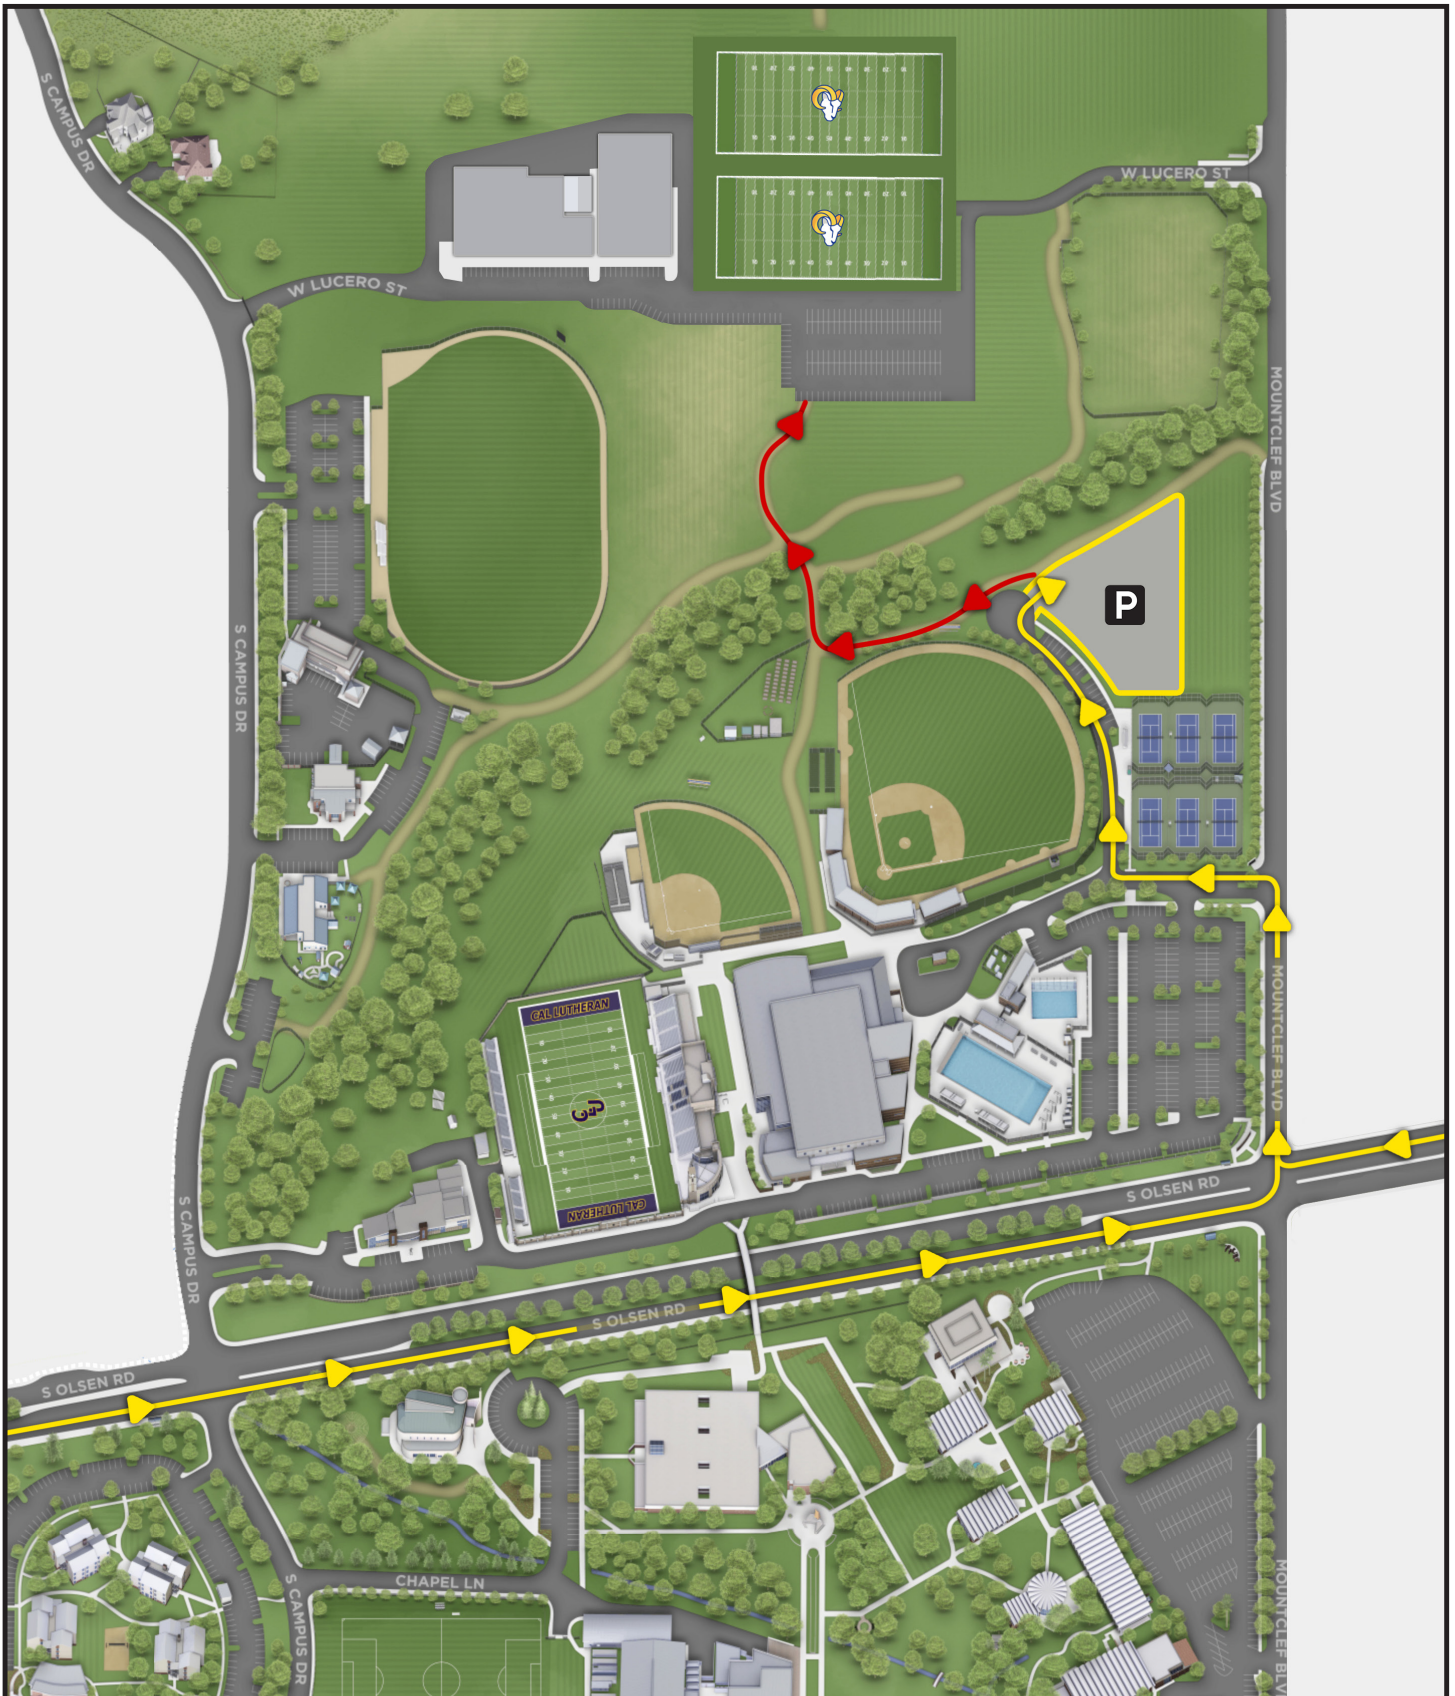 S CAMPUS DR
W LUCERO ST
W LUCERO ST
MOUNTCLEF BLVD
P
S CAMPUS DR
CAL LUTHERAN
MOUNTCLEF BLVD
CAL LUTHERAN
S OLSEN RD
S CAMPUS DR
S OLSEN RD
S OLSEN RD
CHAPEL LN
S CAMPUS DR
MOUNTCLEF BLV